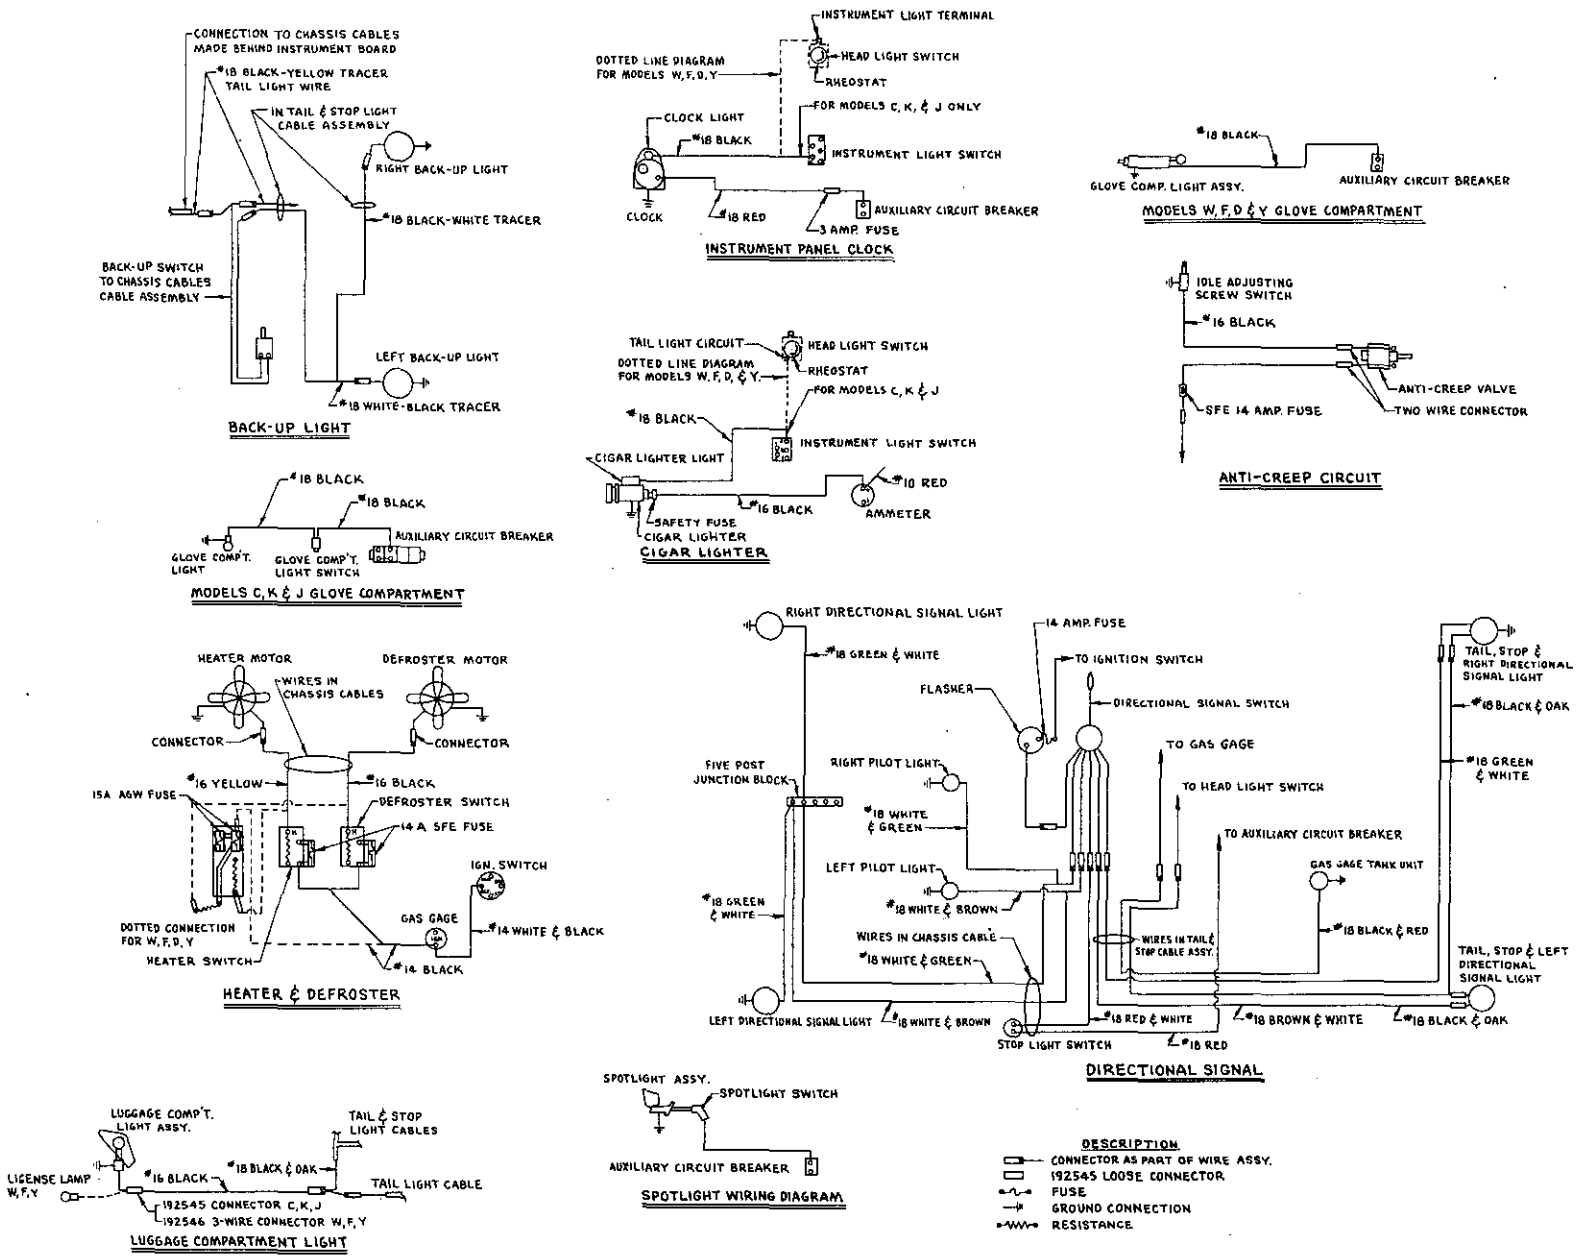 CONNECTION TO CHASSIS CABLES
MADE BEHIND INSTRUMENT BOARD
#18 BLACK-YELLOW TRACER
TAIL LIGHT WIRE
IN TAIL & STOP LIGHT
CABLE ASSEMBLY
RIGHT BACK-UP LIGHT
#18 BLACK-WHITE TRACER
BACK-UP SWITCH
TO CHASSIS CABLES
CABLE ASSEMBLY
LEFT BACK-UP LIGHT
#18 WHITE-BLACK TRACER
BACK-UP LIGHT
INSTRUMENT LIGHT TERMINAL
DOTTED LINE DIAGRAM
FOR MODELS W,F,D,Y
HEAD LIGHT SWITCH
RHEOSTAT
FOR MODELS C, K, & J ONLY
CLOCK LIGHT
#18 BLACK
INSTRUMENT LIGHT SWITCH
CLOCK
#18 RED
AUXILIARY CIRCUIT BREAKER
3 AMP. FUSE
INSTRUMENT PANEL CLOCK
#18 BLACK
GLOVE COMP. LIGHT ASSY.
AUXILIARY CIRCUIT BREAKER
MODELS W, F, D & Y GLOVE COMPARTMENT
IDLE ADJUSTING
SCREW SWITCH
#16 BLACK
ANTI-CREEP VALVE
SFE 14 AMP. FUSE
TWO WIRE CONNECTOR
ANTI-CREEP CIRCUIT
TAIL LIGHT CIRCUIT
HEAD LIGHT SWITCH
DOTTED LINE DIAGRAM
FOR MODELS W, F, D, & Y.
RHEOSTAT
FOR MODELS C, K & J
#18 BLACK
INSTRUMENT LIGHT SWITCH
CIGAR LIGHTER LIGHT
#10 RED
#16 BLACK
AMMETER
SAFETY FUSE
CIGAR LIGHTER
CIGAR LIGHTER
#18 BLACK
#18 BLACK
AUXILIARY CIRCUIT BREAKER
GLOVE COMP'T.
LIGHT
GLOVE COMP'T.
LIGHT SWITCH
MODELS C, K & J GLOVE COMPARTMENT
HEATER MOTOR
DEFROSTER MOTOR
WIRES IN
CHASSIS CABLES
CONNECTOR
CONNECTOR
#16 YELLOW
#16 BLACK
15A AGW FUSE
DEFROSTER SWITCH
14 A SFE FUSE
IGN. SWITCH
GAS GAGE
#14 WHITE & BLACK
DOTTED CONNECTION
FOR W, F, D, Y
HEATER SWITCH
#14 BLACK
HEATER & DEFROSTER
RIGHT DIRECTIONAL SIGNAL LIGHT
14 AMP. FUSE
#18 GREEN & WHITE
TO IGNITION SWITCH
TAIL, STOP &
RIGHT DIRECTIONAL
SIGNAL LIGHT
FLASHER
DIRECTIONAL SIGNAL SWITCH
#18 BLACK & OAK
TO GAS GAGE
FIVE POST
JUNCTION BLOCK
RIGHT PILOT LIGHT
#18 GREEN
& WHITE
TO HEAD LIGHT SWITCH
#18 WHITE
& GREEN
TO AUXILIARY CIRCUIT BREAKER
LEFT PILOT LIGHT
GAS GAGE TANK UNIT
#18 GREEN
& WHITE
#18 WHITE & BROWN
WIRES IN CHASSIS CABLE
WIRES IN TAIL &
STOP CABLE ASSY.
#18 BLACK & RED
#18 WHITE & GREEN
TAIL, STOP & LEFT
DIRECTIONAL
SIGNAL LIGHT
LEFT DIRECTIONAL SIGNAL LIGHT
#18 WHITE & BROWN
#18 RED & WHITE
#18 BROWN & WHITE
#18 BLACK & OAK
STOP LIGHT SWITCH
#18 RED
DIRECTIONAL SIGNAL
LUGGAGE COMP'T.
LIGHT ASSY.
TAIL & STOP
LIGHT CABLES
LICENSE LAMP
W, F, Y
#16 BLACK
#18 BLACK & OAK
TAIL LIGHT CABLE
192545 CONNECTOR C, K, J
192546 3-WIRE CONNECTOR W, F, Y
LUGGAGE COMPARTMENT LIGHT
SPOTLIGHT ASSY.
SPOTLIGHT SWITCH
AUXILIARY CIRCUIT BREAKER
SPOTLIGHT WIRING DIAGRAM
DESCRIPTION
CONNECTOR AS PART OF WIRE ASSY.
192545 LOOSE CONNECTOR
FUSE
GROUND CONNECTION
RESISTANCE